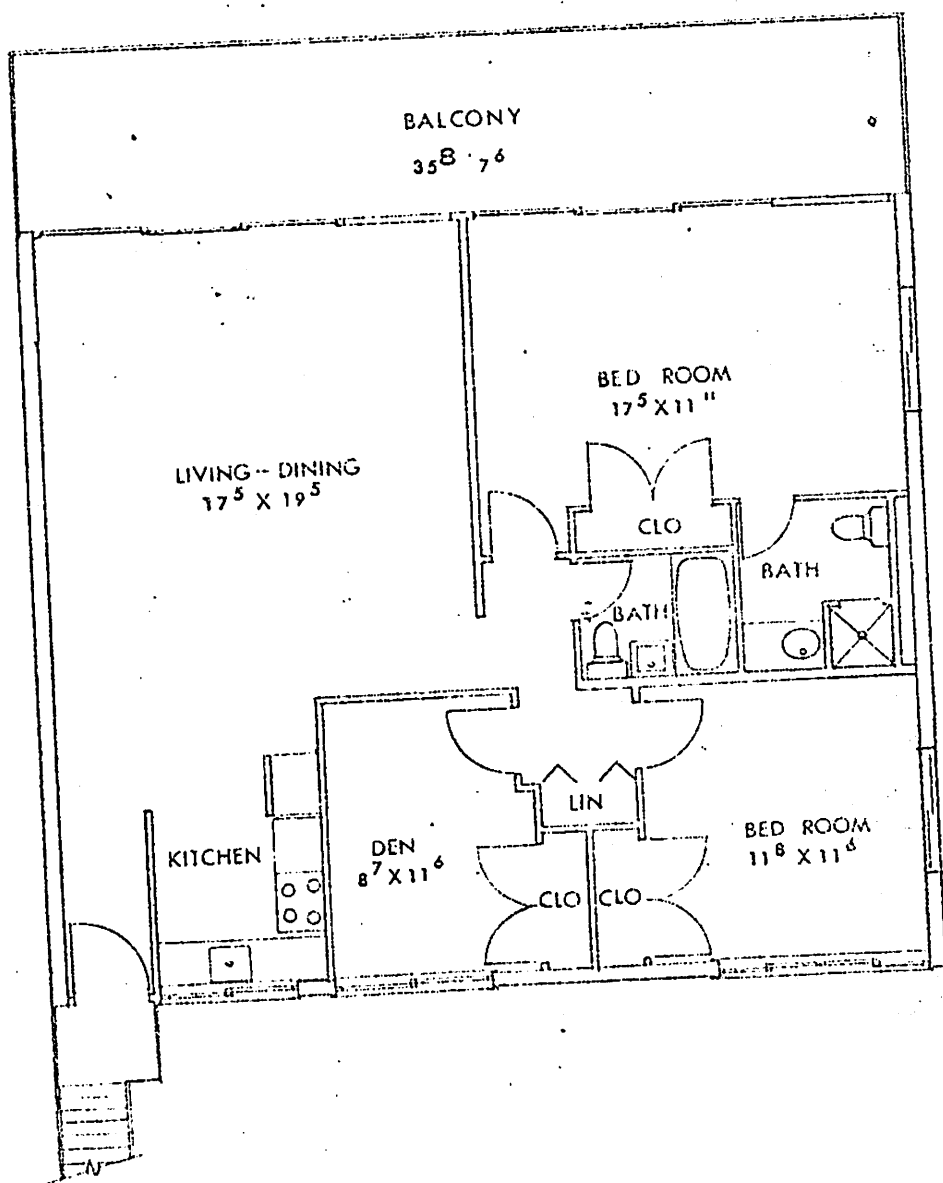 BALCONY
35⁸ · 7⁶
BED ROOM
17⁵ X 11"
LIVING -- DINING
17⁵ X 19⁵
CLO
BATH
BATH
LIN
KITCHEN
DEN
8⁷ X 11⁶
BED ROOM
11⁸ X 11⁶
CLO
CLO
N